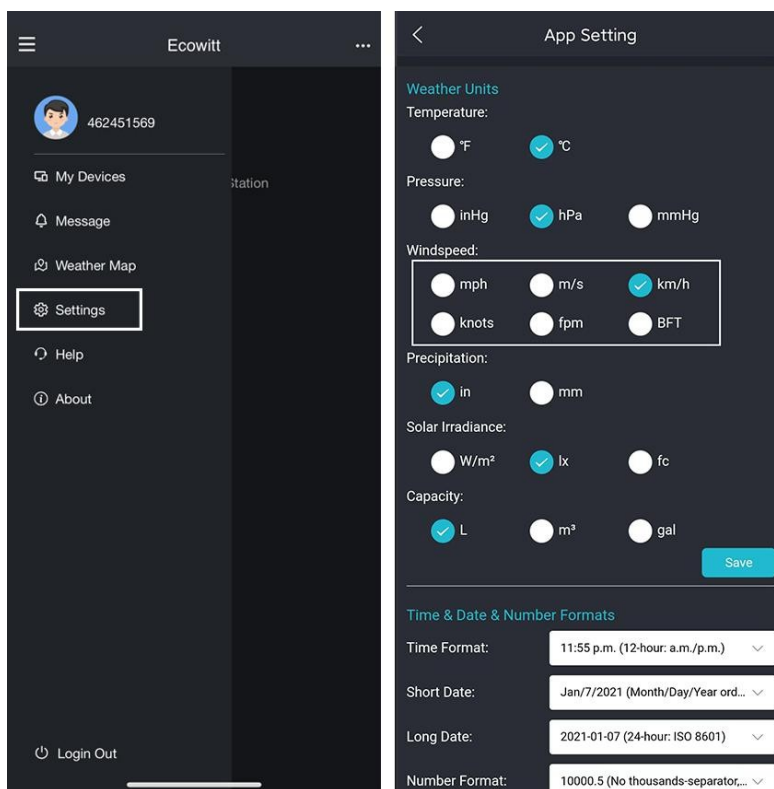 Ecowitt
462451569
Station
My Devices
Message
Weather Map
Settings
Help
About
Login Out
App Setting
Weather Units
Temperature:
℉ ℃
Pressure:
inHg hPa mmHg
Windspeed:
mph m/s km/h
knots fpm BFT
Precipitation:
in mm
Solar Irradiance:
W/m² lx fc
Capacity:
L m³ gal
Save
Time & Date & Number Formats
Time Format: 11:55 p.m. (12-hour: a.m./p.m.)
Short Date: Jan/7/2021 (Month/Day/Year ord...
Long Date: 2021-01-07 (24-hour: ISO 8601)
Number Format: 10000.5 (No thousands-separator,...